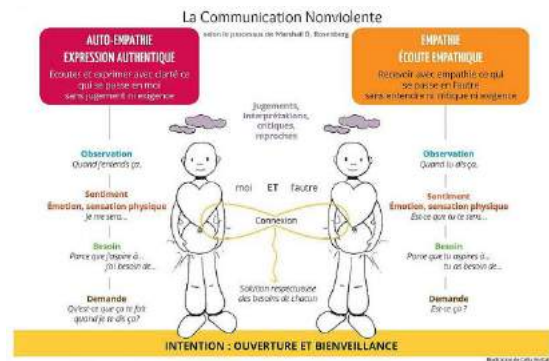 La Communication Nonviolente
selon le processus de Marshall B. Rosenberg
AUTO-EMPATHIE
EXPRESSION AUTHENTIQUE
Écouter et exprimer avec clarté ce
qui se passe en moi
sans jugement ni exigence
EMPATHIE
ÉCOUTE EMPATHIQUE
Recevoir avec empathie ce qui
se passe en l'autre
sans entendre ni critique ni exigence
Jugements,
interprétations,
critiques,
reproches
Observation
Quand j'entends ça,
Sentiment
Émotion, sensation physique
Je me sens...
Besoin
Parce que j'aspire à...
j'ai besoin de...
Demande
Qu'est-ce que ça te fait
quand je te dis ça?
moi ET l'autre
Connexion
Solution respectueuse
des besoins de chacun
Observation
Quand tu dis ça,
Sentiment
Émotion, sensation physique
Est-ce que tu te sens...
Besoin
Parce que tu aspires à...
tu as besoin de...
Demande
Est-ce ça ?
INTENTION : OUVERTURE ET BIENVEILLANCE